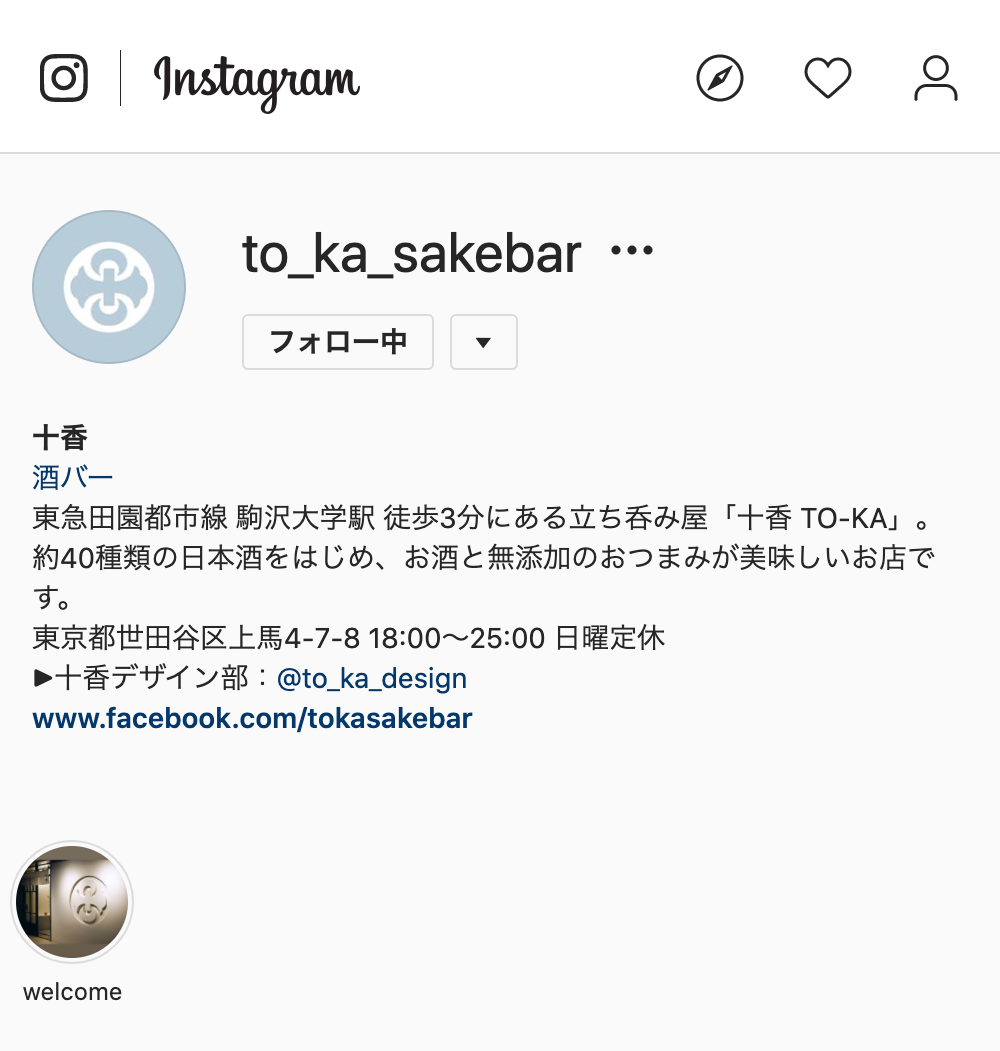 Instagram
to_ka_sakebar
フォロー中
十香
酒バー
東急田園都市線 駒沢大学駅 徒歩3分にある立ち呑み屋「十香 TO-KA」。
約40種類の日本酒をはじめ、お酒と無添加のおつまみが美味しいお店で
す。
東京都世田谷区上馬4-7-8 18:00〜25:00 日曜定休
▶十香デザイン部：@to_ka_design
www.facebook.com/tokasakebar
welcome